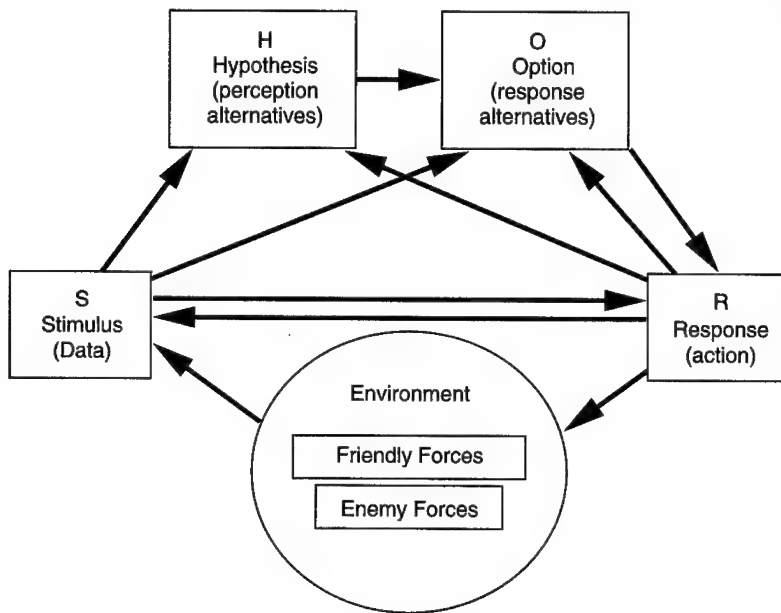 H
Hypothesis
(perception
alternatives)
O
Option
(response
alternatives)
S
Stimulus
(Data)
R
Response
(action)
Environment
Friendly Forces
Enemy Forces